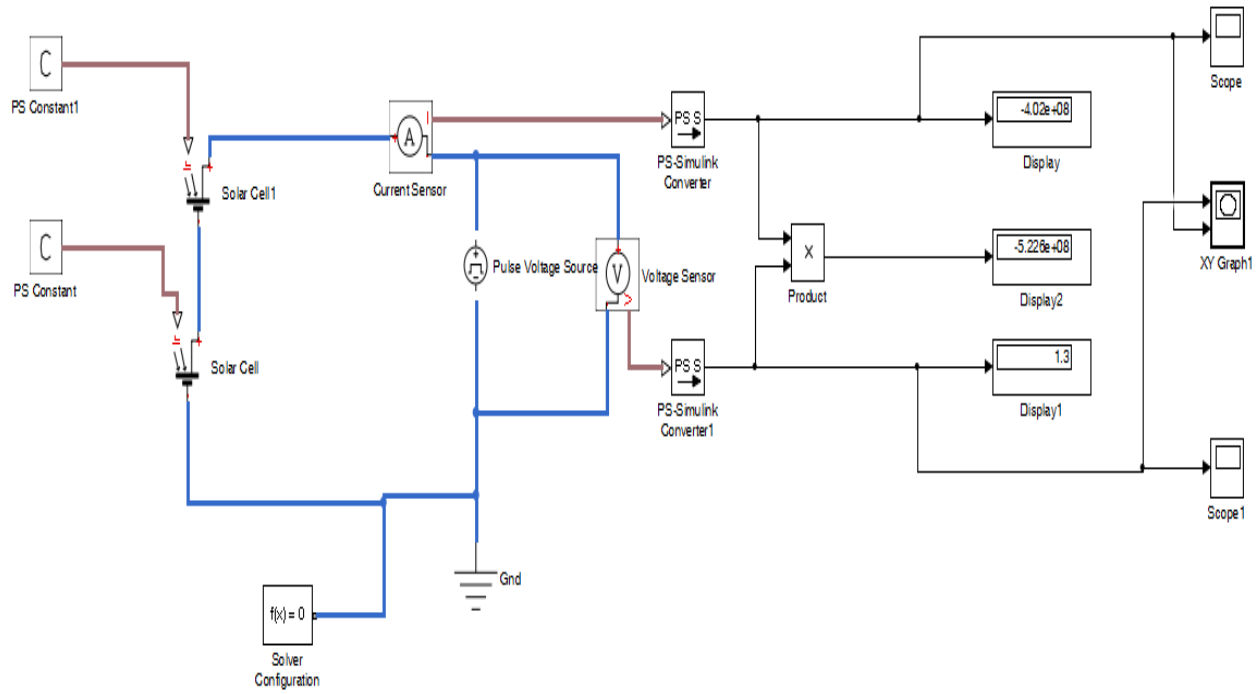 C
PS Constant1
Ir
+
Solar Cell1
C
PS Constant
Ir
+
Solar Cell
A
+
I
-
Current Sensor
+
Pulse Voltage Source
V
+
V
Voltage Sensor
f(x) = 0
Solver
Configuration
Gnd
PS S
PS-Simulink
Converter
PS S
PS-Simulink
Converter1
×
Product
-4.02e+08
Display
-5.226e+08
Display2
1.3
Display1
Scope
XY Graph1
Scope1